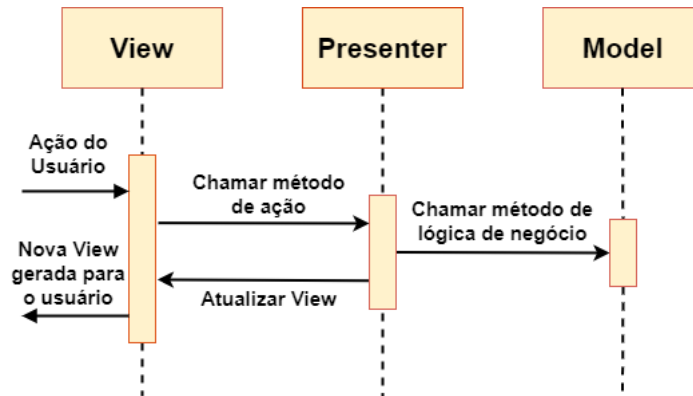 View
Presenter
Model
Ação do
Usuário
Chamar método
de ação
Chamar método de
lógica de negócio
Nova View
gerada para
o usuário
Atualizar View